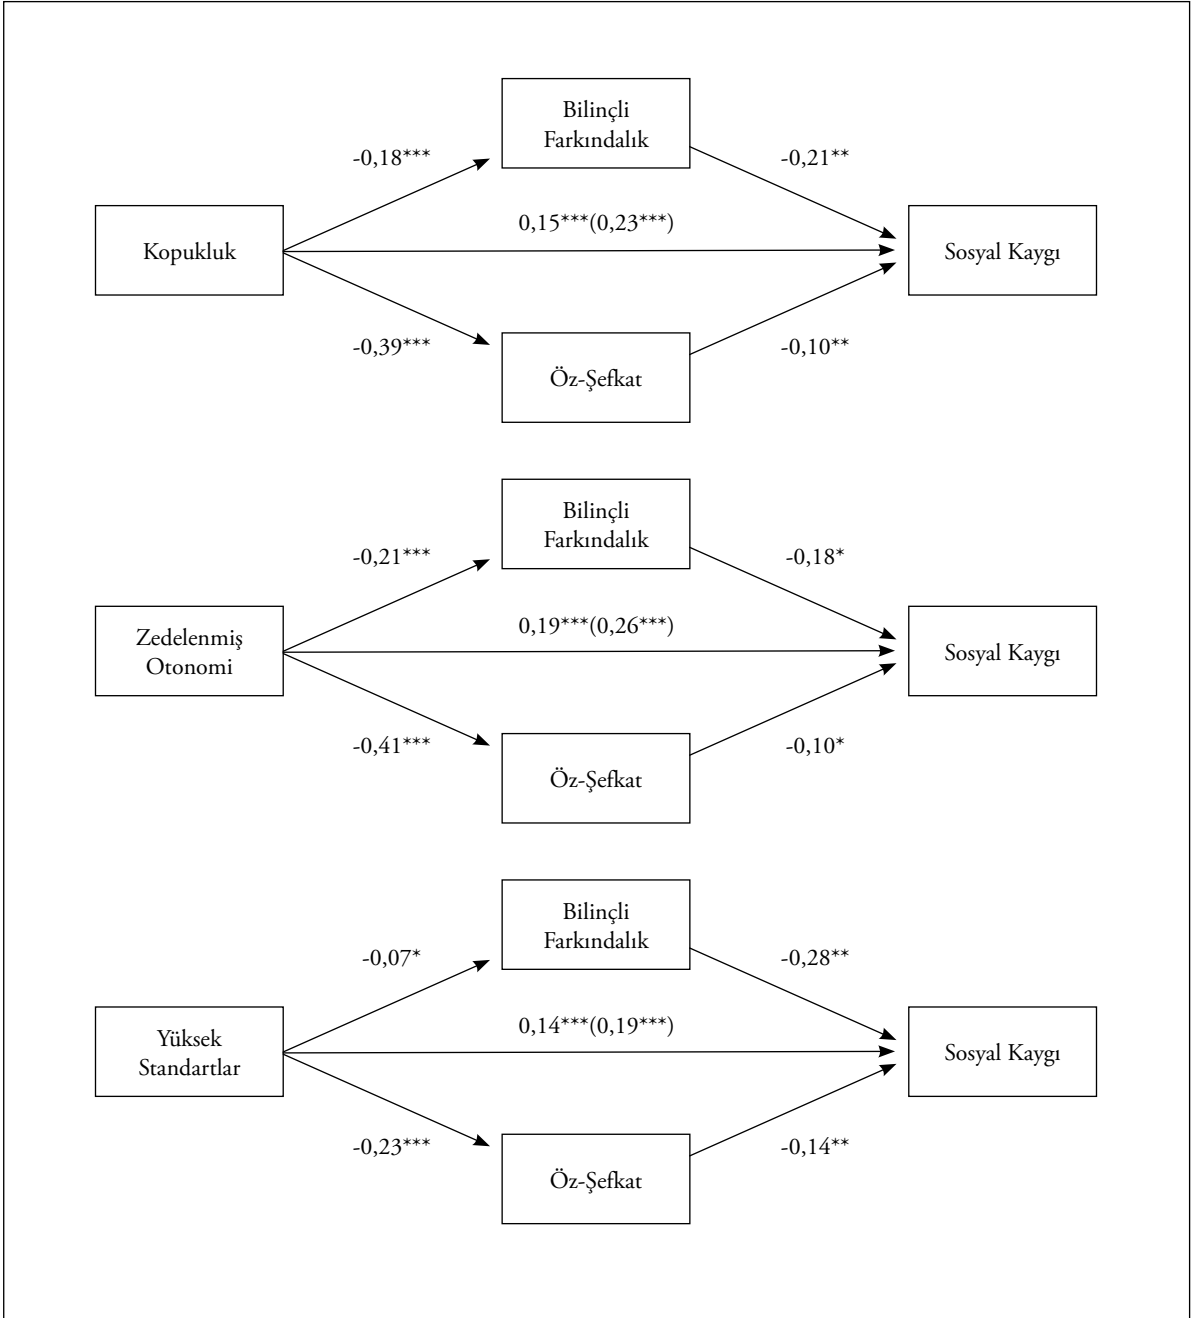 Bilinçli
Farkındalık
-0,18***
-0,21**
0,15***(0,23***)
Kopukluk
Sosyal Kaygı
-0,39***
-0,10**
Öz-Şefkat
Bilinçli
Farkındalık
-0,21***
-0,18*
0,19***(0,26***)
Zedelenmiş
Otonomi
Sosyal Kaygı
-0,41***
-0,10*
Öz-Şefkat
Bilinçli
Farkındalık
-0,07*
-0,28**
0,14***(0,19***)
Yüksek
Standartlar
Sosyal Kaygı
-0,23***
-0,14**
Öz-Şefkat